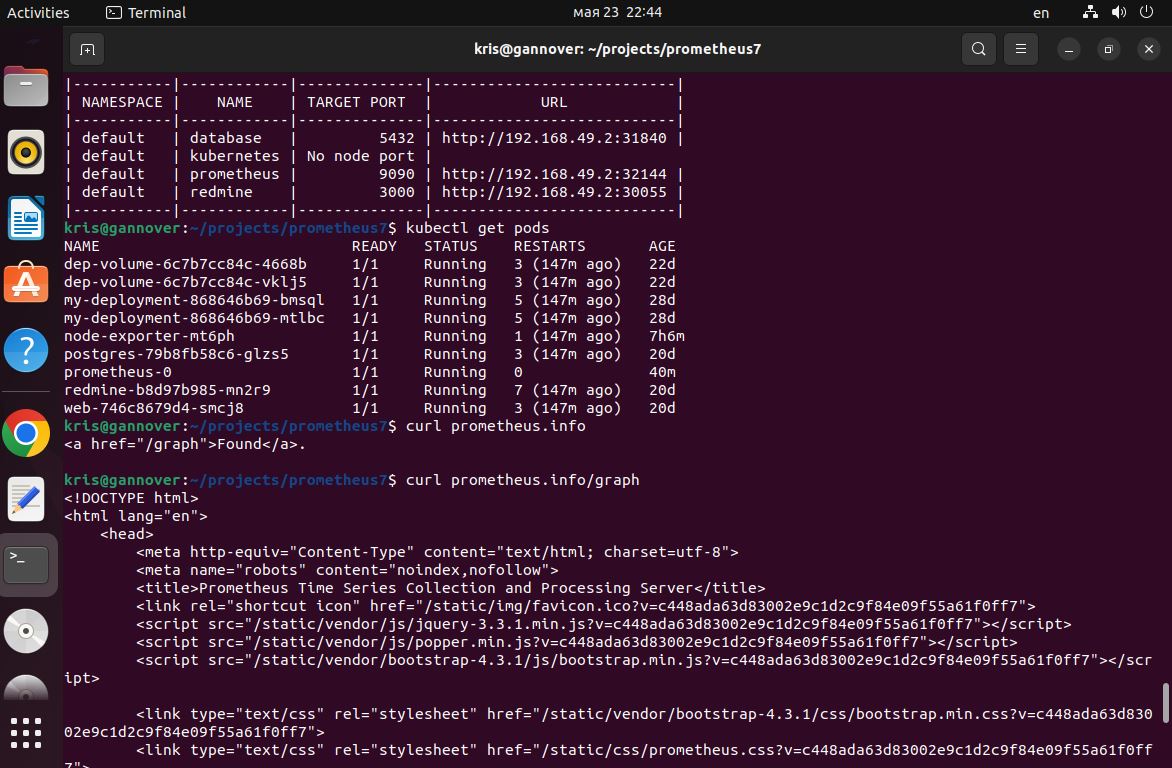 Activities Terminal мая 23 22:44 en
kris@gannover: ~/projects/prometheus7
|-----------|------------|--------------|---------------------------|
| NAMESPACE |    NAME    | TARGET PORT  |            URL            |
|-----------|------------|--------------|---------------------------|
| default   | database   |         5432 | http://192.168.49.2:31840 |
| default   | kubernetes | No node port |
| default   | prometheus |         9090 | http://192.168.49.2:32144 |
| default   | redmine    |         3000 | http://192.168.49.2:30055 |
|-----------|------------|--------------|---------------------------|
kris@gannover:~/projects/prometheus7$ kubectl get pods
NAME                            READY   STATUS    RESTARTS       AGE
dep-volume-6c7b7cc84c-4668b     1/1     Running   3 (147m ago)   22d
dep-volume-6c7b7cc84c-vklj5     1/1     Running   3 (147m ago)   22d
my-deployment-868646b69-bmsql   1/1     Running   5 (147m ago)   28d
my-deployment-868646b69-mtlbc   1/1     Running   5 (147m ago)   28d
node-exporter-mt6ph             1/1     Running   1 (147m ago)   7h6m
postgres-79b8fb58c6-glzs5       1/1     Running   3 (147m ago)   20d
prometheus-0                    1/1     Running   0              40m
redmine-b8d97b985-mn2r9         1/1     Running   7 (147m ago)   20d
web-746c8679d4-smcj8            1/1     Running   3 (147m ago)   20d
kris@gannover:~/projects/prometheus7$ curl prometheus.info
<a href="/graph">Found</a>.
kris@gannover:~/projects/prometheus7$ curl prometheus.info/graph
<!DOCTYPE html>
<html lang="en">
    <head>
        <meta http-equiv="Content-Type" content="text/html; charset=utf-8">
        <meta name="robots" content="noindex,nofollow">
        <title>Prometheus Time Series Collection and Processing Server</title>
        <link rel="shortcut icon" href="/static/img/favicon.ico?v=c448ada63d83002e9c1d2c9f84e09f55a61f0ff7">
        <script src="/static/vendor/js/jquery-3.3.1.min.js?v=c448ada63d83002e9c1d2c9f84e09f55a61f0ff7"></script>
        <script src="/static/vendor/js/popper.min.js?v=c448ada63d83002e9c1d2c9f84e09f55a61f0ff7"></script>
        <script src="/static/vendor/bootstrap-4.3.1/js/bootstrap.min.js?v=c448ada63d83002e9c1d2c9f84e09f55a61f0ff7"></scr
ipt>
        <link type="text/css" rel="stylesheet" href="/static/vendor/bootstrap-4.3.1/css/bootstrap.min.css?v=c448ada63d830
02e9c1d2c9f84e09f55a61f0ff7">
        <link type="text/css" rel="stylesheet" href="/static/css/prometheus.css?v=c448ada63d83002e9c1d2c9f84e09f55a61f0ff
7">